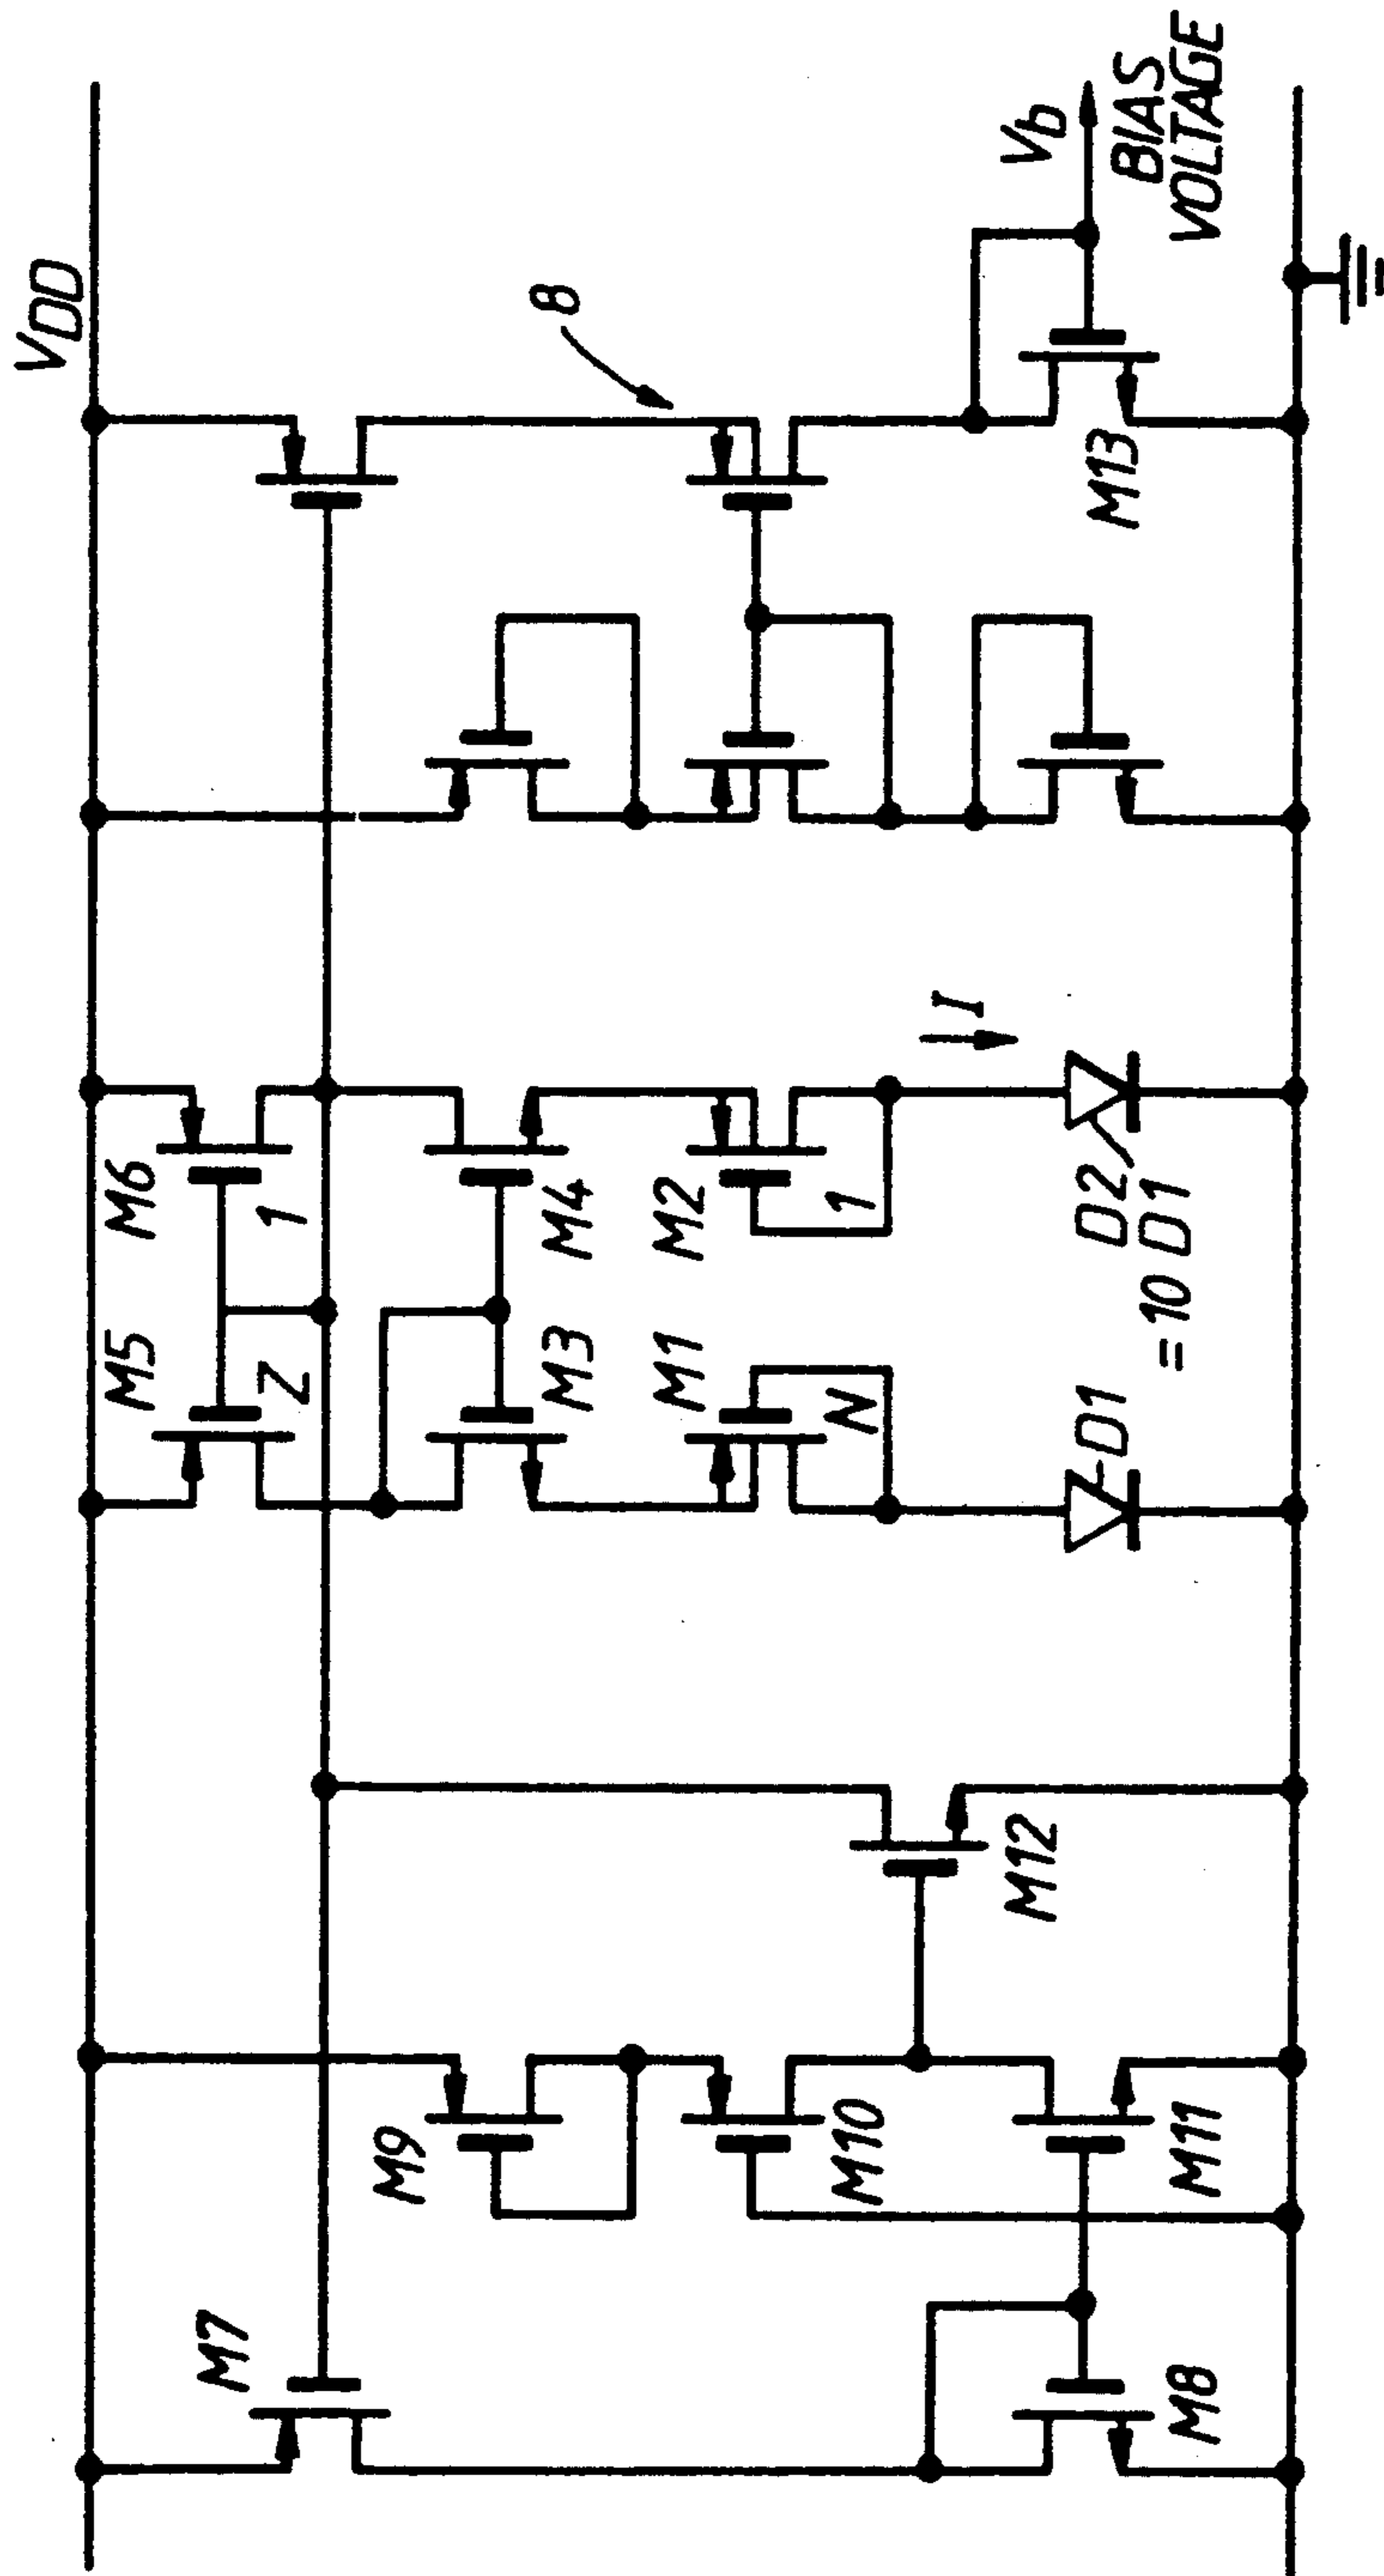 VDD
M5
M6
M7
Z
1
M9
8
M3
M4
M1
M2
N
1
M10
I
M12
Vb
D1
D2
= 10 D1
M13
BIAS
VOLTAGE
M8
M11